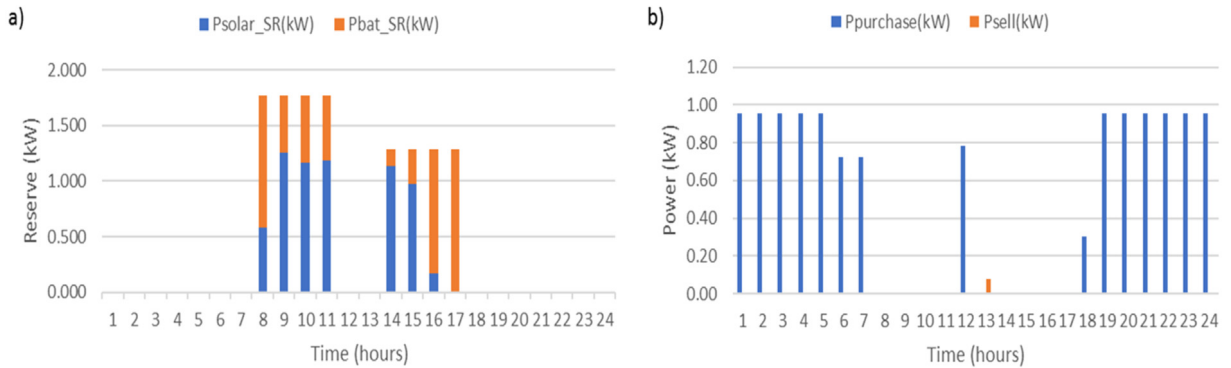 a)
Psolar_SR(kW) Pbat_SR(kW)
2.000
1.500
1.000
0.500
0.000
Reserve (kW)
1 2 3 4 5 6 7 8 9 10 11 12 13 14 15 16 17 18 19 20 21 22 23 24
Time (hours)
b)
Ppurchase(kW) Psell(kW)
1.20
1.00
0.80
0.60
0.40
0.20
0.00
Power (kW)
1 2 3 4 5 6 7 8 9 10 11 12 13 14 15 16 17 18 19 20 21 22 23 24
Time (hours)